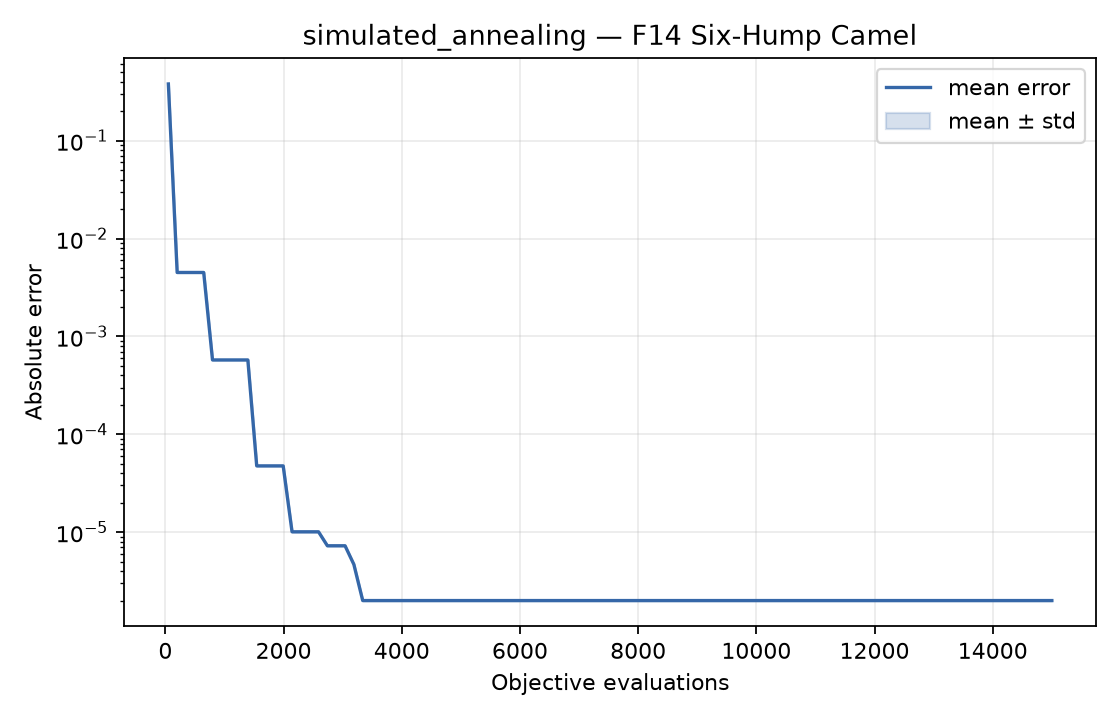 simulated_annealing — F14 Six-Hump Camel
mean error
mean ± std
Absolute error
10⁻¹
10⁻²
10⁻³
10⁻⁴
10⁻⁵
0 2000 4000 6000 8000 10000 12000 14000
Objective evaluations